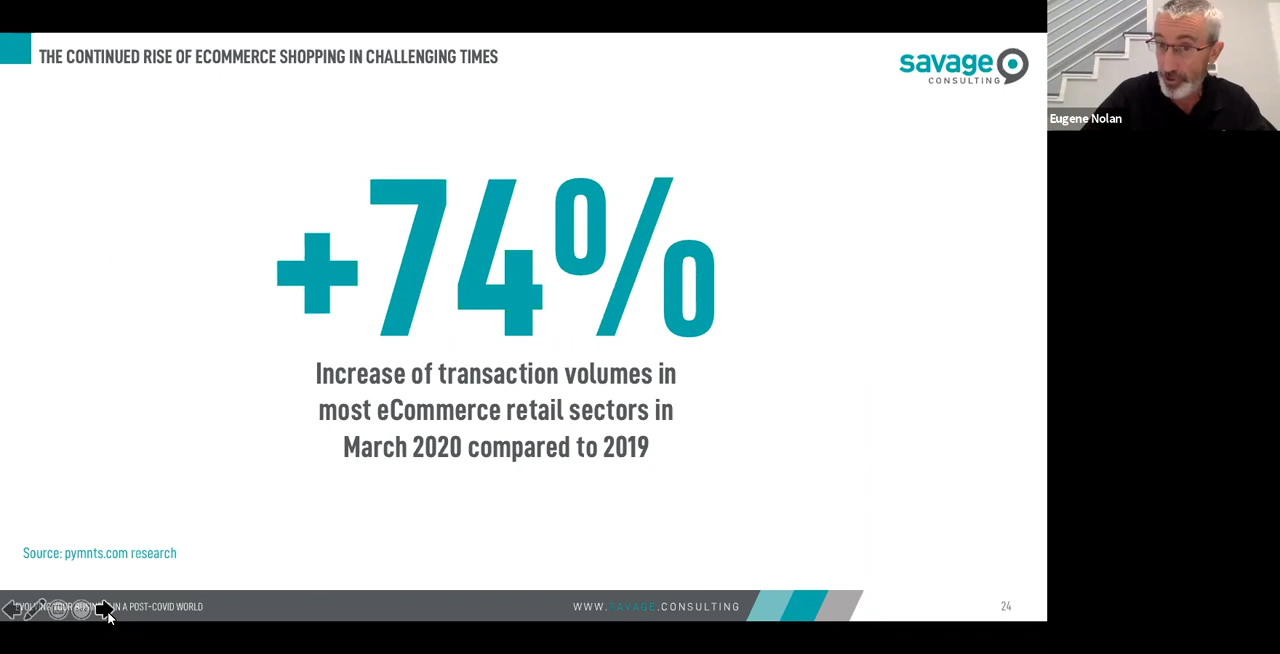 THE CONTINUED RISE OF ECOMMERCE SHOPPING IN CHALLENGING TIMES
savage
CONSULTING
Eugene Nolan
+74%
Increase of transaction volumes in
most eCommerce retail sectors in
March 2020 compared to 2019
Source: pymnts.com research
YOUR IN A POST-COVID WORLD
WWW.SAVAGE.CONSULTING
24